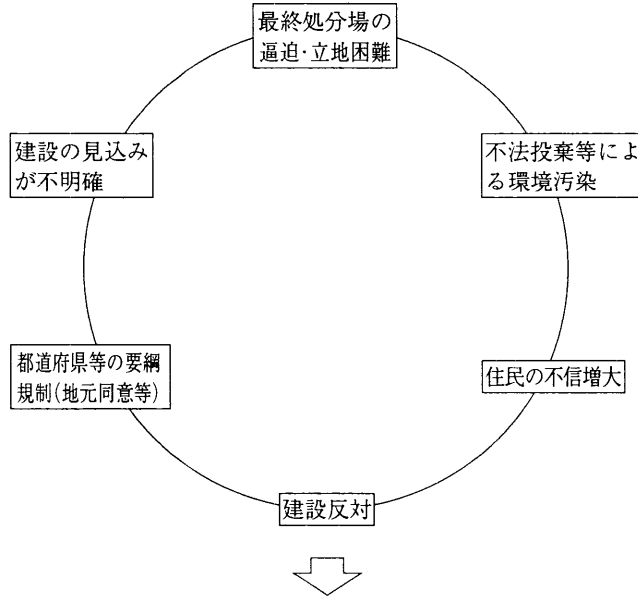 最終処分場の
逼迫･立地困難
不法投棄等によ
る環境汚染
住民の不信増大
建設反対
都道府県等の要綱
規制(地元同意等)
建設の見込み
が不明確